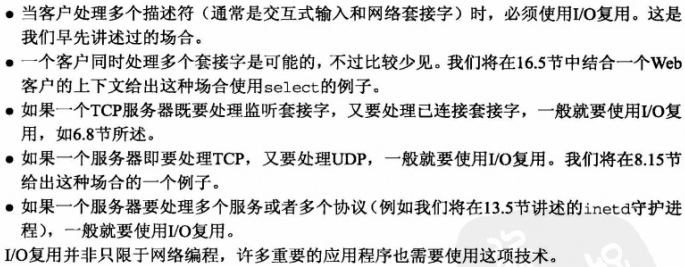 ● 当客户处理多个描述符（通常是交互式输入和网络套接字）时，必须使用I/O复用。这是
我们早先讲述过的场合。
● 一个客户同时处理多个套接字是可能的，不过比较少见。我们将在16.5节中结合一个Web
客户的上下文给出这种场合使用select的例子。
● 如果一个TCP服务器既要处理监听套接字，又要处理已连接套接字，一般就要使用I/O复
用，如6.8节所述。
● 如果一个服务器即要处理TCP，又要处理UDP，一般就要使用I/O复用。我们将在8.15节
给出这种场合的一个例子。
● 如果一个服务器要处理多个服务或者多个协议（例如我们将在13.5节讲述的inetd守护进
程），一般就要使用I/O复用。
I/O复用并非只限于网络编程，许多重要的应用程序也需要使用这项技术。